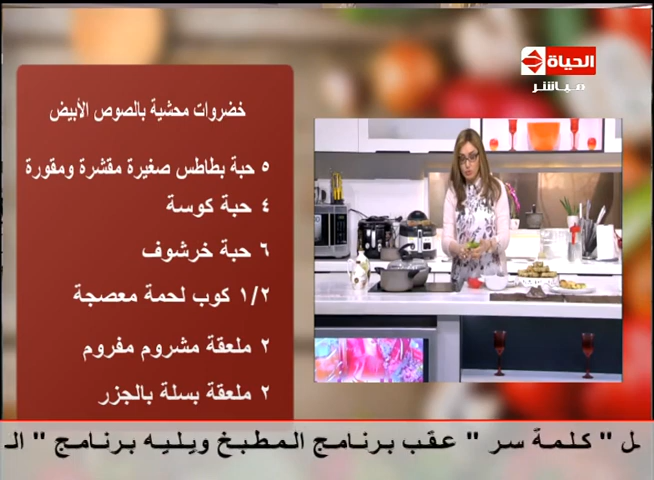 الحياة
مباشر
خضروات محشية بالصوص الأبيض
٥ حبة بطاطس صغيرة مقشرة ومقورة
٤ حبة كوسة
٦ حبة خرشوف
١/٢ كوب لحمة معصجة
٢ ملعقة مشروم مفروم
٢ ملعقة بسلة بالجزر
ل " كلمة سر " عقب برنامج المطبخ ويليه برنامج " الـ